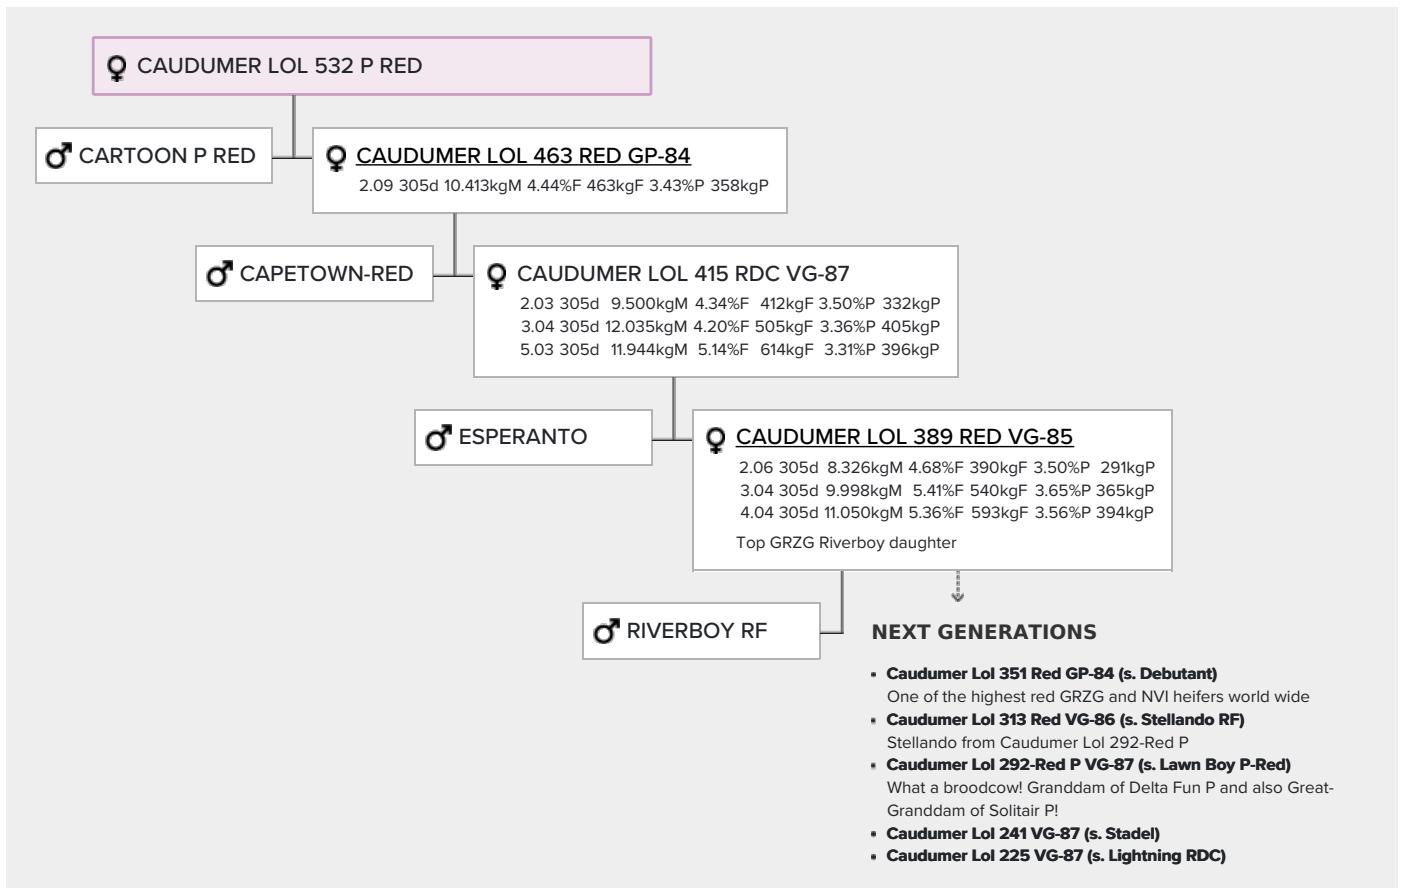 CAUDUMER LOL 532 P RED
CARTOON P RED
CAUDUMER LOL 463 RED GP-84
2.09 305d 10.413kgM 4.44%F 463kgF 3.43%P 358kgP
CAPETOWN-RED
CAUDUMER LOL 415 RDC VG-87
2.03 305d 9.500kgM 4.34%F 412kgF 3.50%P 332kgP
3.04 305d 12.035kgM 4.20%F 505kgF 3.36%P 405kgP
5.03 305d 11.944kgM 5.14%F 614kgF 3.31%P 396kgP
ESPERANTO
CAUDUMER LOL 389 RED VG-85
2.06 305d 8.326kgM 4.68%F 390kgF 3.50%P 291kgP
3.04 305d 9.998kgM 5.41%F 540kgF 3.65%P 365kgP
4.04 305d 11.050kgM 5.36%F 593kgF 3.56%P 394kgP
Top GRZG Riverboy daughter
RIVERBOY RF
NEXT GENERATIONS
• Caudumer Lol 351 Red GP-84 (s. Debutant)
One of the highest red GRZG and NVI heifers world wide
• Caudumer Lol 313 Red VG-86 (s. Stellando RF)
Stellando from Caudumer Lol 292-Red P
• Caudumer Lol 292-Red P VG-87 (s. Lawn Boy P-Red)
What a broodcow! Granddam of Delta Fun P and also Great-
Granddam of Solitair P!
• Caudumer Lol 241 VG-87 (s. Stadel)
• Caudumer Lol 225 VG-87 (s. Lightning RDC)